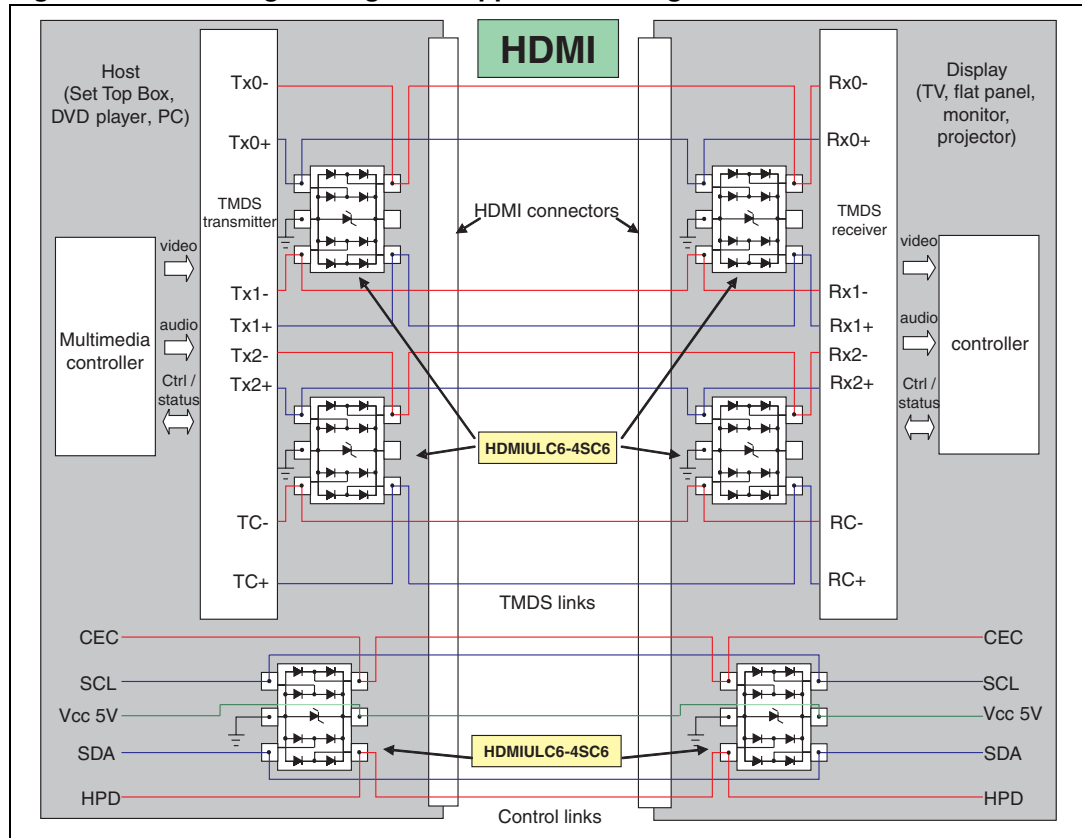 HDMI
Host
(Set Top Box,
DVD player, PC)
Display
(TV, flat panel,
monitor,
projector)
Tx0-
Tx0+
TMDS
transmitter
Tx1-
Tx1+
Tx2-
Tx2+
TC-
TC+
Rx0-
Rx0+
TMDS
receiver
Rx1-
Rx1+
Rx2-
Rx2+
RC-
RC+
HDMI connectors
Multimedia
controller
video
audio
Ctrl /
status
video
audio
Ctrl /
status
controller
HDMIULC6-4SC6
TMDS links
CEC
SCL
Vcc 5V
SDA
HPD
CEC
SCL
Vcc 5V
SDA
HPD
HDMIULC6-4SC6
Control links